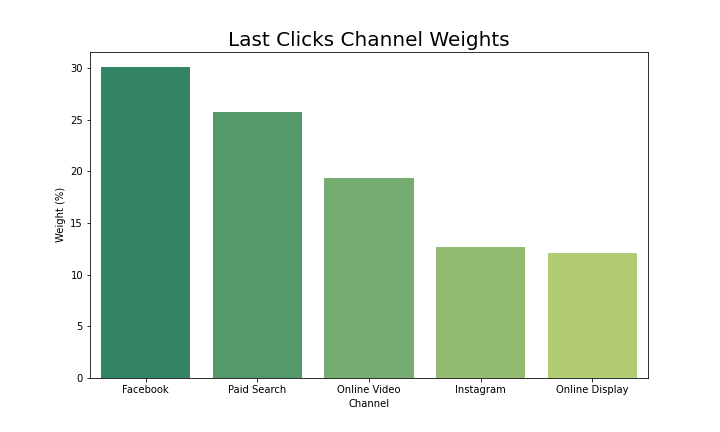 Last Clicks Channel Weights
30
25
20
15
10
5
0
Weight (%)
Facebook Paid Search Online Video Instagram Online Display
Channel